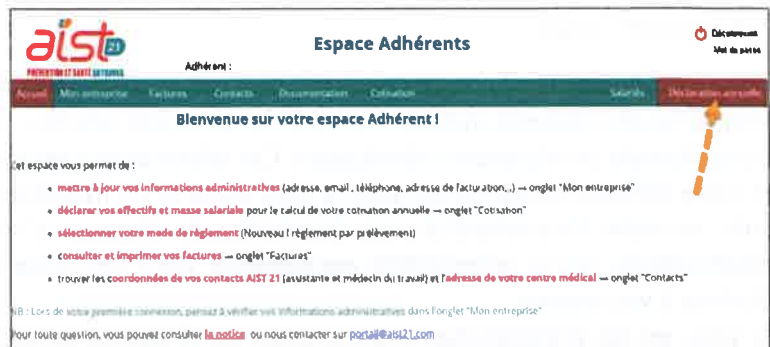 aist 21
PRÉVENTION ET SANTÉ AU TRAVAIL
Espace Adhérents
Adhérent :
Déconnexion
Mot de passe
Accueil Mon entreprise Factures Contacts Documentation Cotisation Salariés Déclaration annuelle
Bienvenue sur votre espace Adhérent !
Cet espace vous permet de :
• mettre à jour vos informations administratives (adresse, email, téléphone, adresse de facturation,..) → onglet "Mon entreprise"
• déclarer vos effectifs et masse salariale pour le calcul de votre cotisation annuelle → onglet "Cotisation"
• sélectionner votre mode de règlement (Nouveau ! règlement par prélèvement)
• consulter et imprimer vos factures → onglet "Factures"
• trouver les coordonnées de vos contacts AIST 21 (assistante et médecin du travail) et l'adresse de votre centre médical → onglet "Contacts"
NB : Lors de votre première connexion, pensez à vérifier vos informations administratives dans l'onglet "Mon entreprise"
Pour toute question, vous pouvez consulter la notice ou nous contacter sur portail@aist21.com